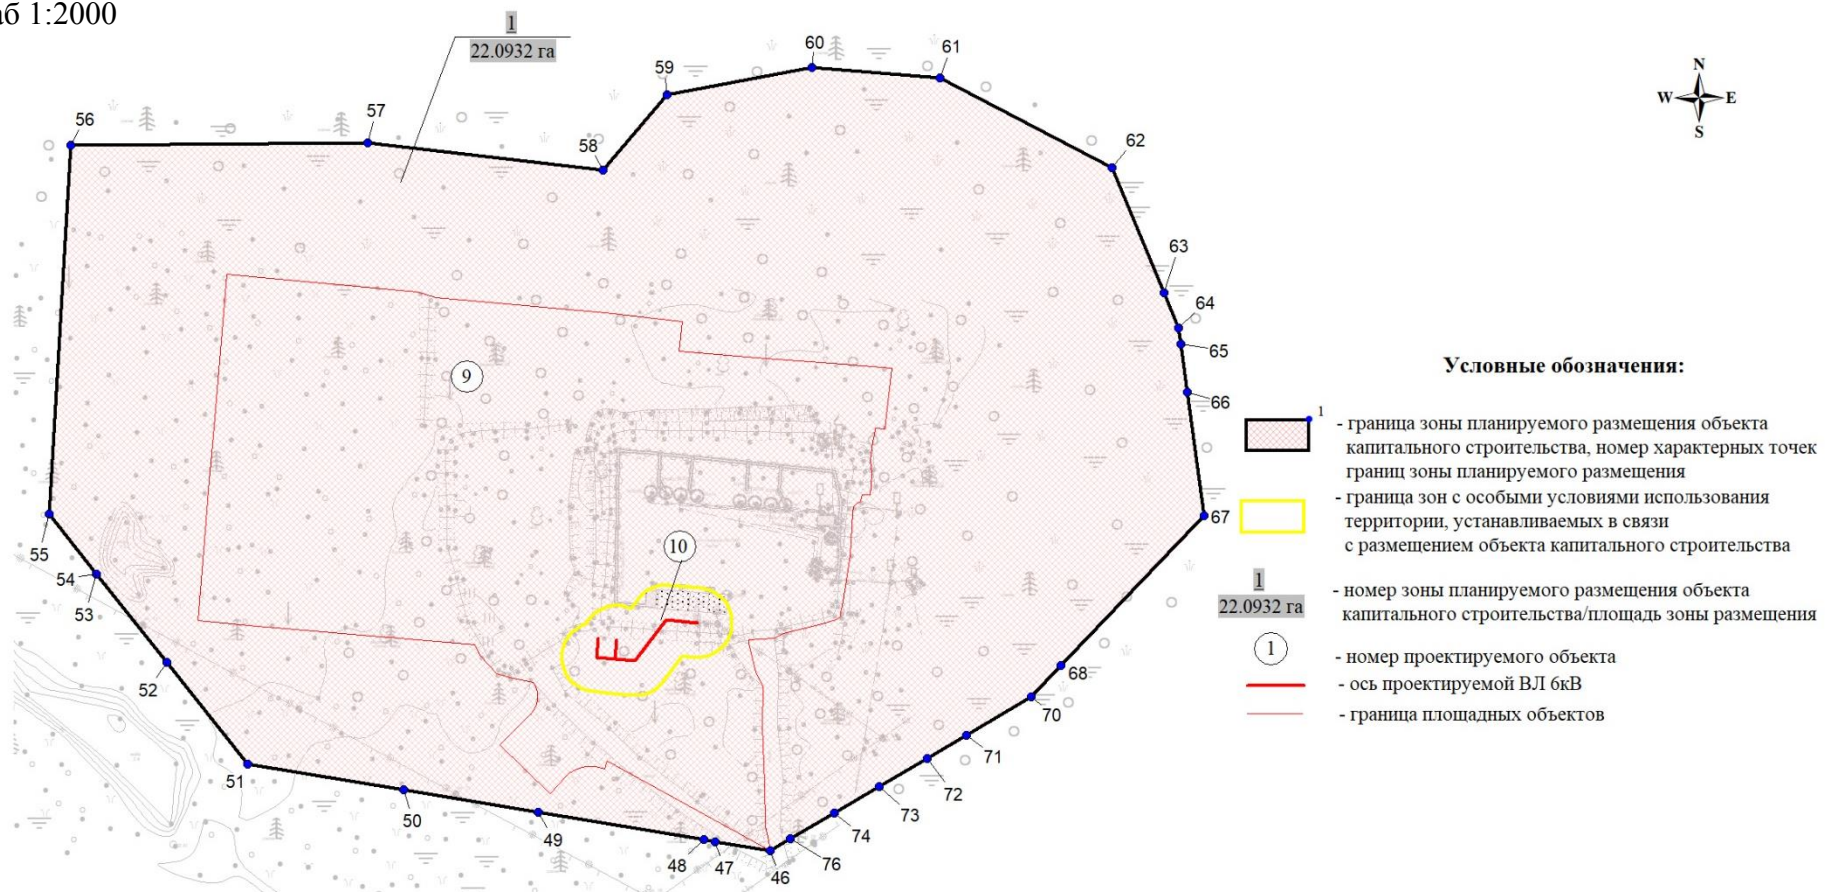 аб 1:2000
1
22.0932 га
56
57
58
59
60
61
62
63
64
65
66
67
68
70
71
72
73
74
76
46
47
48
49
50
51
52
53
54
55
9
10
N
W E
S
Условные обозначения:
1
- граница зоны планируемого размещения объекта
капитального строительства, номер характерных точек
границ зоны планируемого размещения
- граница зон с особыми условиями использования
территории, устанавливаемых в связи
с размещением объекта капитального строительства
1
22.0932 га
- номер зоны планируемого размещения объекта
капитального строительства/площадь зоны размещения
1
- номер проектируемого объекта
- ось проектируемой ВЛ 6кВ
- граница площадных объектов